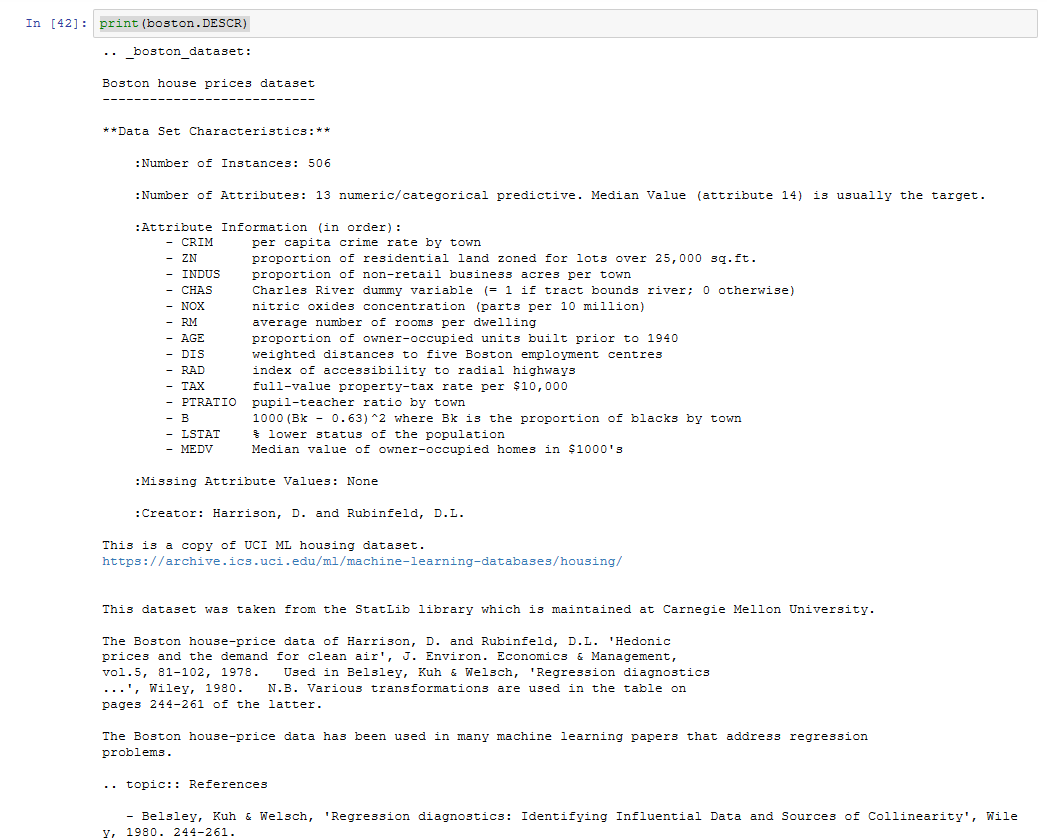 In [42]: print(boston.DESCR)
.. _boston_dataset:
Boston house prices dataset
---------------------------
**Data Set Characteristics:**
:Number of Instances: 506
:Number of Attributes: 13 numeric/categorical predictive. Median Value (attribute 14) is usually the target.
:Attribute Information (in order):
- CRIM     per capita crime rate by town
- ZN       proportion of residential land zoned for lots over 25,000 sq.ft.
- INDUS    proportion of non-retail business acres per town
- CHAS     Charles River dummy variable (= 1 if tract bounds river; 0 otherwise)
- NOX      nitric oxides concentration (parts per 10 million)
- RM       average number of rooms per dwelling
- AGE      proportion of owner-occupied units built prior to 1940
- DIS      weighted distances to five Boston employment centres
- RAD      index of accessibility to radial highways
- TAX      full-value property-tax rate per $10,000
- PTRATIO  pupil-teacher ratio by town
- B        1000(Bk - 0.63)^2 where Bk is the proportion of blacks by town
- LSTAT    % lower status of the population
- MEDV     Median value of owner-occupied homes in $1000's
:Missing Attribute Values: None
:Creator: Harrison, D. and Rubinfeld, D.L.
This is a copy of UCI ML housing dataset.
https://archive.ics.uci.edu/ml/machine-learning-databases/housing/
This dataset was taken from the StatLib library which is maintained at Carnegie Mellon University.
The Boston house-price data of Harrison, D. and Rubinfeld, D.L. 'Hedonic
prices and the demand for clean air', J. Environ. Economics & Management,
vol.5, 81-102, 1978.   Used in Belsley, Kuh & Welsch, 'Regression diagnostics
...', Wiley, 1980.   N.B. Various transformations are used in the table on
pages 244-261 of the latter.
The Boston house-price data has been used in many machine learning papers that address regression
problems.
.. topic:: References
- Belsley, Kuh & Welsch, 'Regression diagnostics: Identifying Influential Data and Sources of Collinearity', Wile
y, 1980. 244-261.